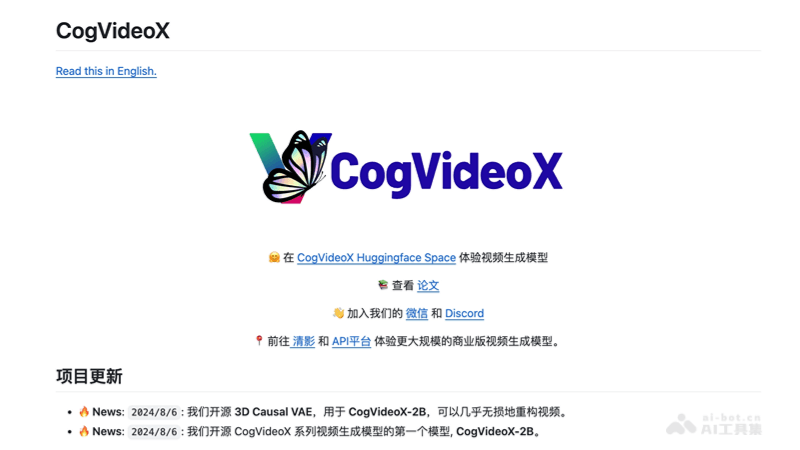 CogVideoX
Read this in English.
CogVideoX
🤗 在 CogVideoX Huggingface Space 体验视频生成模型
📚 查看 论文
👋 加入我们的 微信 和 Discord
📍 前往 清影 和 API平台 体验更大规模的商业版视频生成模型。
项目更新
🔥 News: 2024/8/6: 我们开源 3D Causal VAE，用于 CogVideoX-2B，可以几乎无损地重构视频。
🔥 News: 2024/8/6: 我们开源 CogVideoX 系列视频生成模型的第一个模型, CogVideoX-2B。
ai-bot.cn
AI工具集